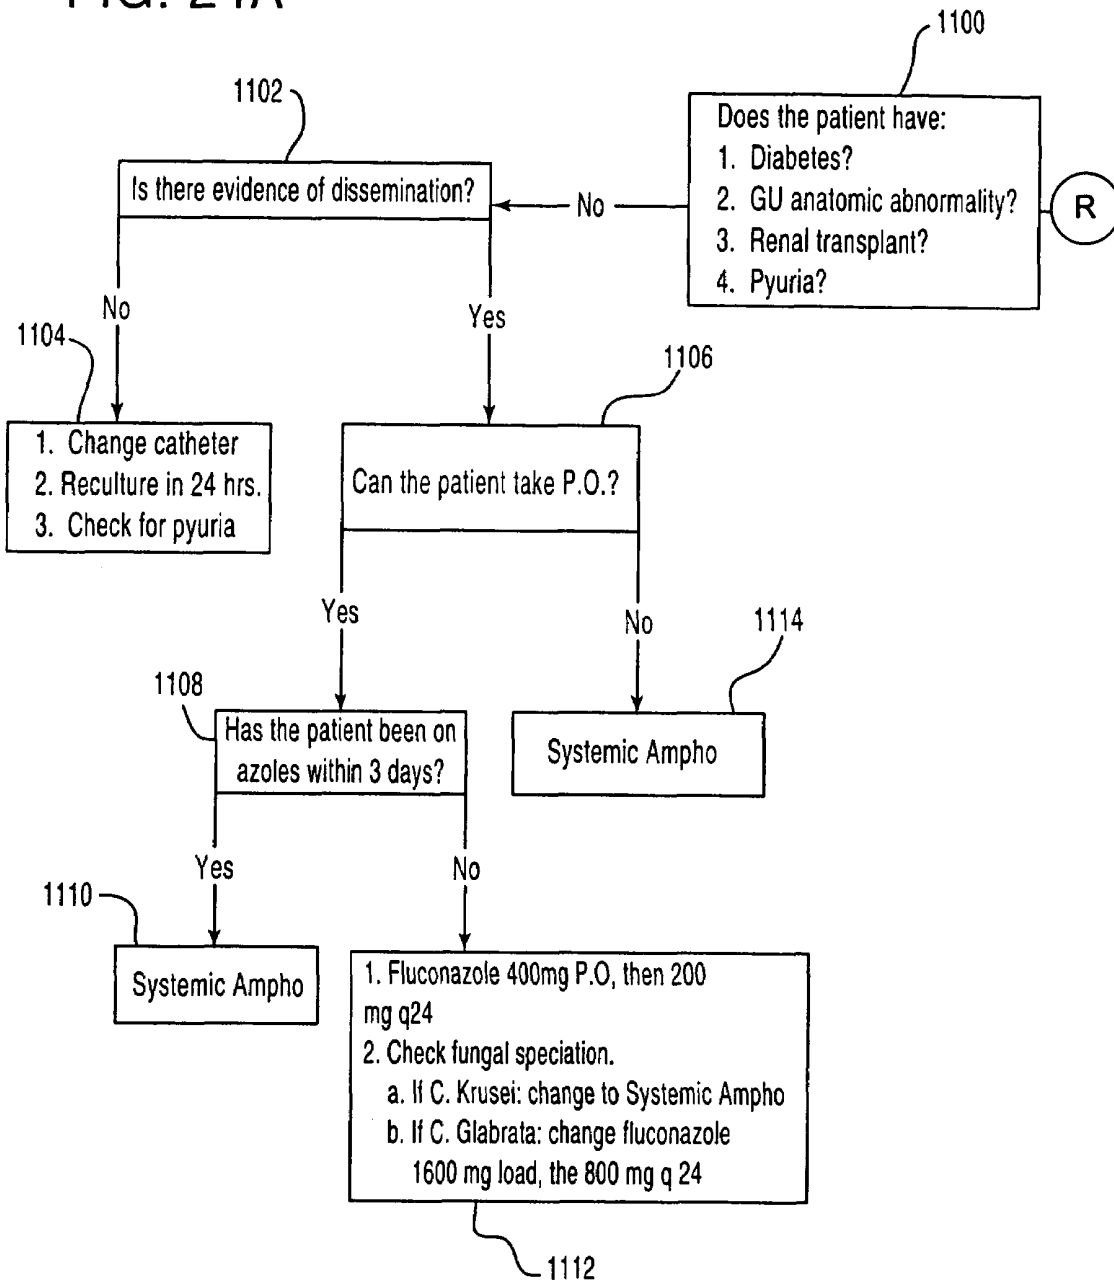 FIG. 24A
1100
1102
Does the patient have:
1. Diabetes?
2. GU anatomic abnormality?
3. Renal transplant?
4. Pyuria?
R
Is there evidence of dissemination?
No
No
Yes
1104
1106
1. Change catheter
2. Reculture in 24 hrs.
3. Check for pyuria
Can the patient take P.O.?
Yes
No
1114
1108
Has the patient been on
azoles within 3 days?
Systemic Ampho
Yes
No
1110
Systemic Ampho
1. Fluconazole 400mg P.O, then 200
mg q24
2. Check fungal speciation.
a. If C. Krusei: change to Systemic Ampho
b. If C. Glabrata: change fluconazole
1600 mg load, the 800 mg q 24
1112